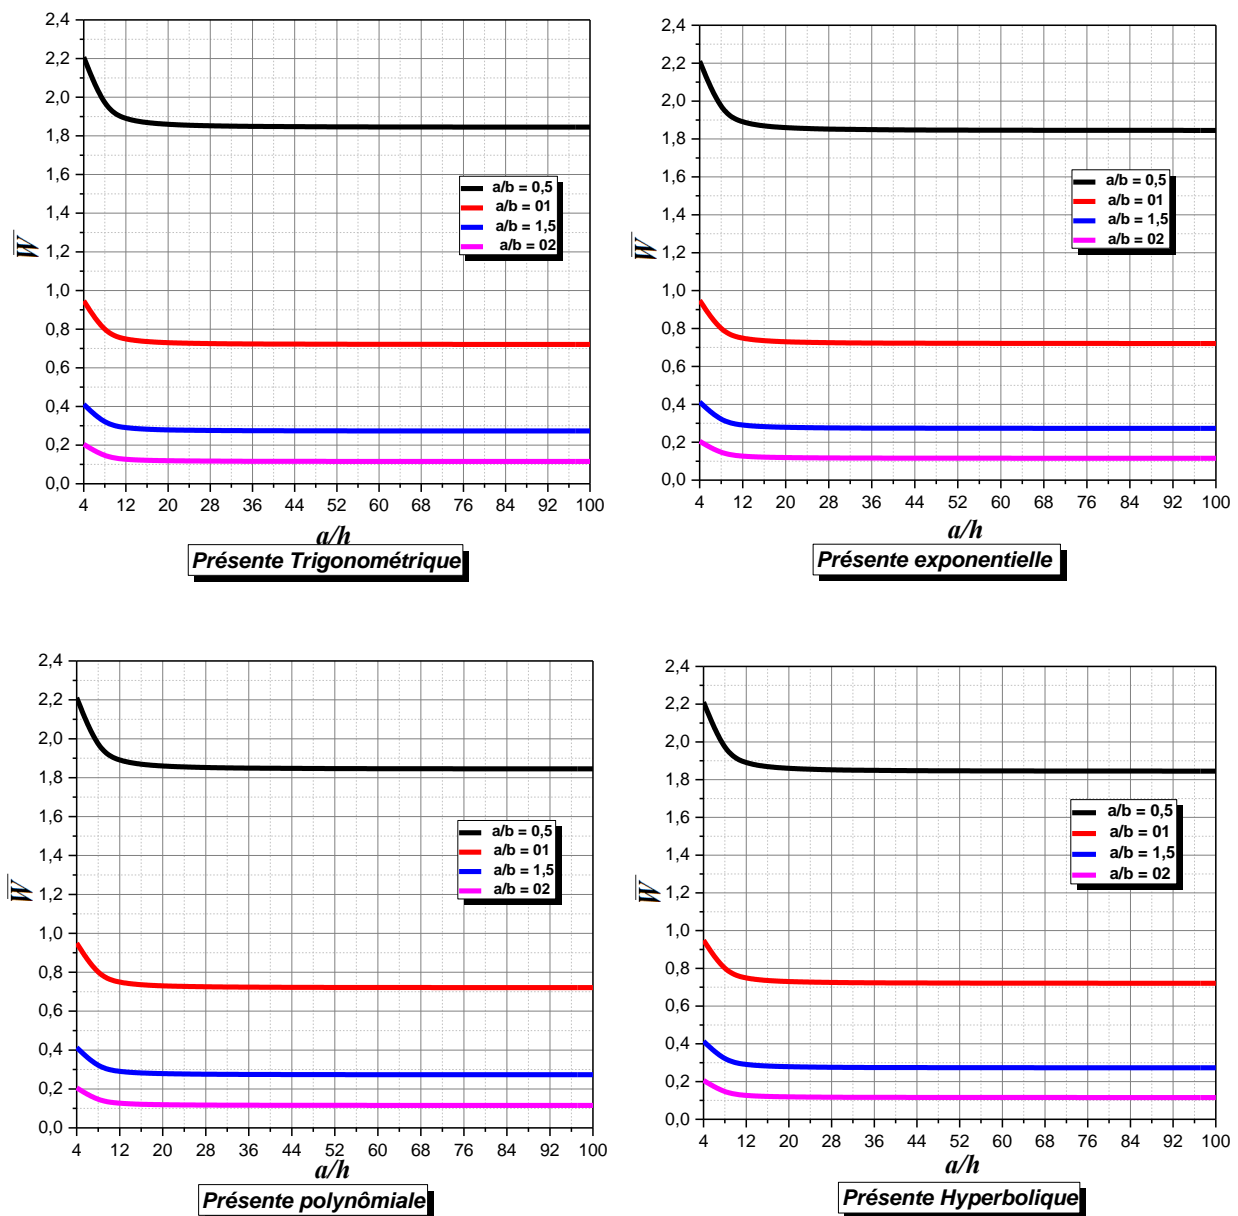 2,4
2,2
2,0
1,8
1,6
1,4
1,2
1,0
0,8
0,6
0,4
0,2
0,0
W
a/b = 0,5
a/b = 01
a/b = 1,5
a/b = 02
4 12 20 28 36 44 52 60 68 76 84 92 100
a/h
Présente Trigonométrique
2,4
2,2
2,0
1,8
1,6
1,4
1,2
1,0
0,8
0,6
0,4
0,2
0,0
W
a/b = 0,5
a/b = 01
a/b = 1,5
a/b = 02
4 12 20 28 36 44 52 60 68 76 84 92 100
a/h
Présente exponentielle
2,4
2,2
2,0
1,8
1,6
1,4
1,2
1,0
0,8
0,6
0,4
0,2
0,0
W
a/b = 0,5
a/b = 01
a/b = 1,5
a/b = 02
4 12 20 28 36 44 52 60 68 76 84 92 100
a/h
Présente polynômiale
2,4
2,2
2,0
1,8
1,6
1,4
1,2
1,0
0,8
0,6
0,4
0,2
0,0
W
a/b = 0,5
a/b = 01
a/b = 1,5
a/b = 02
4 12 20 28 36 44 52 60 68 76 84 92 100
a/h
Présente Hyperbolique